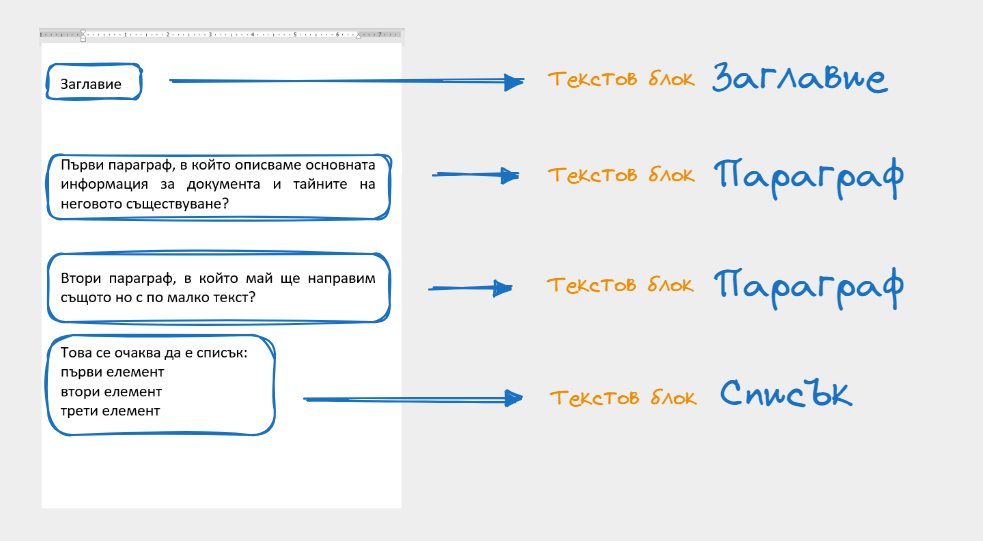 Заглавие
Текстов блок Заглавие
Първи параграф, в който описваме основната
информация за документа и тайните на
неговото съществуване?
Текстов блок Параграф
Втори параграф, в който май ще направим
същото но с по малко текст?
Текстов блок Параграф
Това се очаква да е списък:
първи елемент
втори елемент
трети елемент
Текстов блок Списък